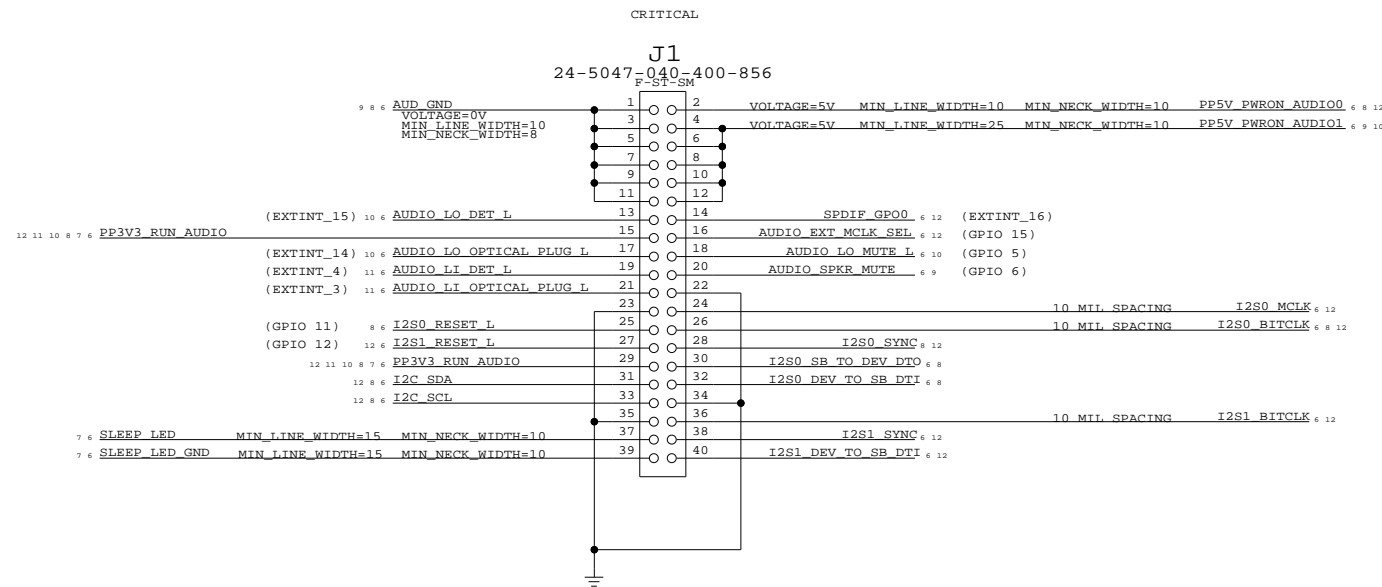 CRITICAL
J1
24-5047-040-400-856
F-ST-SM
9 8 6 AUD_GND 1 2 VOLTAGE=5V MIN_LINE_WIDTH=10 MIN_NECK_WIDTH=10 PP5V_PWRON_AUDIO0 6 8 12
VOLTAGE=0V 3 4 VOLTAGE=5V MIN_LINE_WIDTH=25 MIN_NECK_WIDTH=10 PP5V_PWRON_AUDIO1 6 9 10
MIN_LINE_WIDTH=10
MIN_NECK_WIDTH=8 5 6
7 8
9 10
11 12
(EXTINT_15) 10 6 AUDIO_LO_DET_L 13 14 SPDIF_GPO0 6 12 (EXTINT_16)
12 11 10 8 7 6 PP3V3_RUN_AUDIO 15 16 AUDIO_EXT_MCLK_SEL 6 12 (GPIO 15)
(EXTINT_14) 10 6 AUDIO_LO_OPTICAL_PLUG_L 17 18 AUDIO_LO_MUTE_L 6 10 (GPIO 5)
(EXTINT_4) 11 6 AUDIO_LI_DET_L 19 20 AUDIO_SPKR_MUTE 6 9 (GPIO 6)
(EXTINT_3) 11 6 AUDIO_LI_OPTICAL_PLUG_L 21 22
23 24 10 MIL SPACING I2S0_MCLK 6 12
(GPIO 11) 8 6 I2S0_RESET_L 25 26 10 MIL SPACING I2S0_BITCLK 6 8 12
(GPIO 12) 12 6 I2S1_RESET_L 27 28 I2S0_SYNC 8 12
12 11 10 8 7 6 PP3V3_RUN_AUDIO 29 30 I2S0_SB_TO_DEV_DTO 6 8
12 8 6 I2C_SDA 31 32 I2S0_DEV_TO_SB_DTI 6 8
12 8 6 I2C_SCL 33 34
35 36 10 MIL SPACING I2S1_BITCLK 6 12
7 6 SLEEP_LED MIN_LINE_WIDTH=15 MIN_NECK_WIDTH=10 37 38 I2S1_SYNC 6 12
7 6 SLEEP_LED_GND MIN_LINE_WIDTH=15 MIN_NECK_WIDTH=10 39 40 I2S1_DEV_TO_SB_DTI 6 12